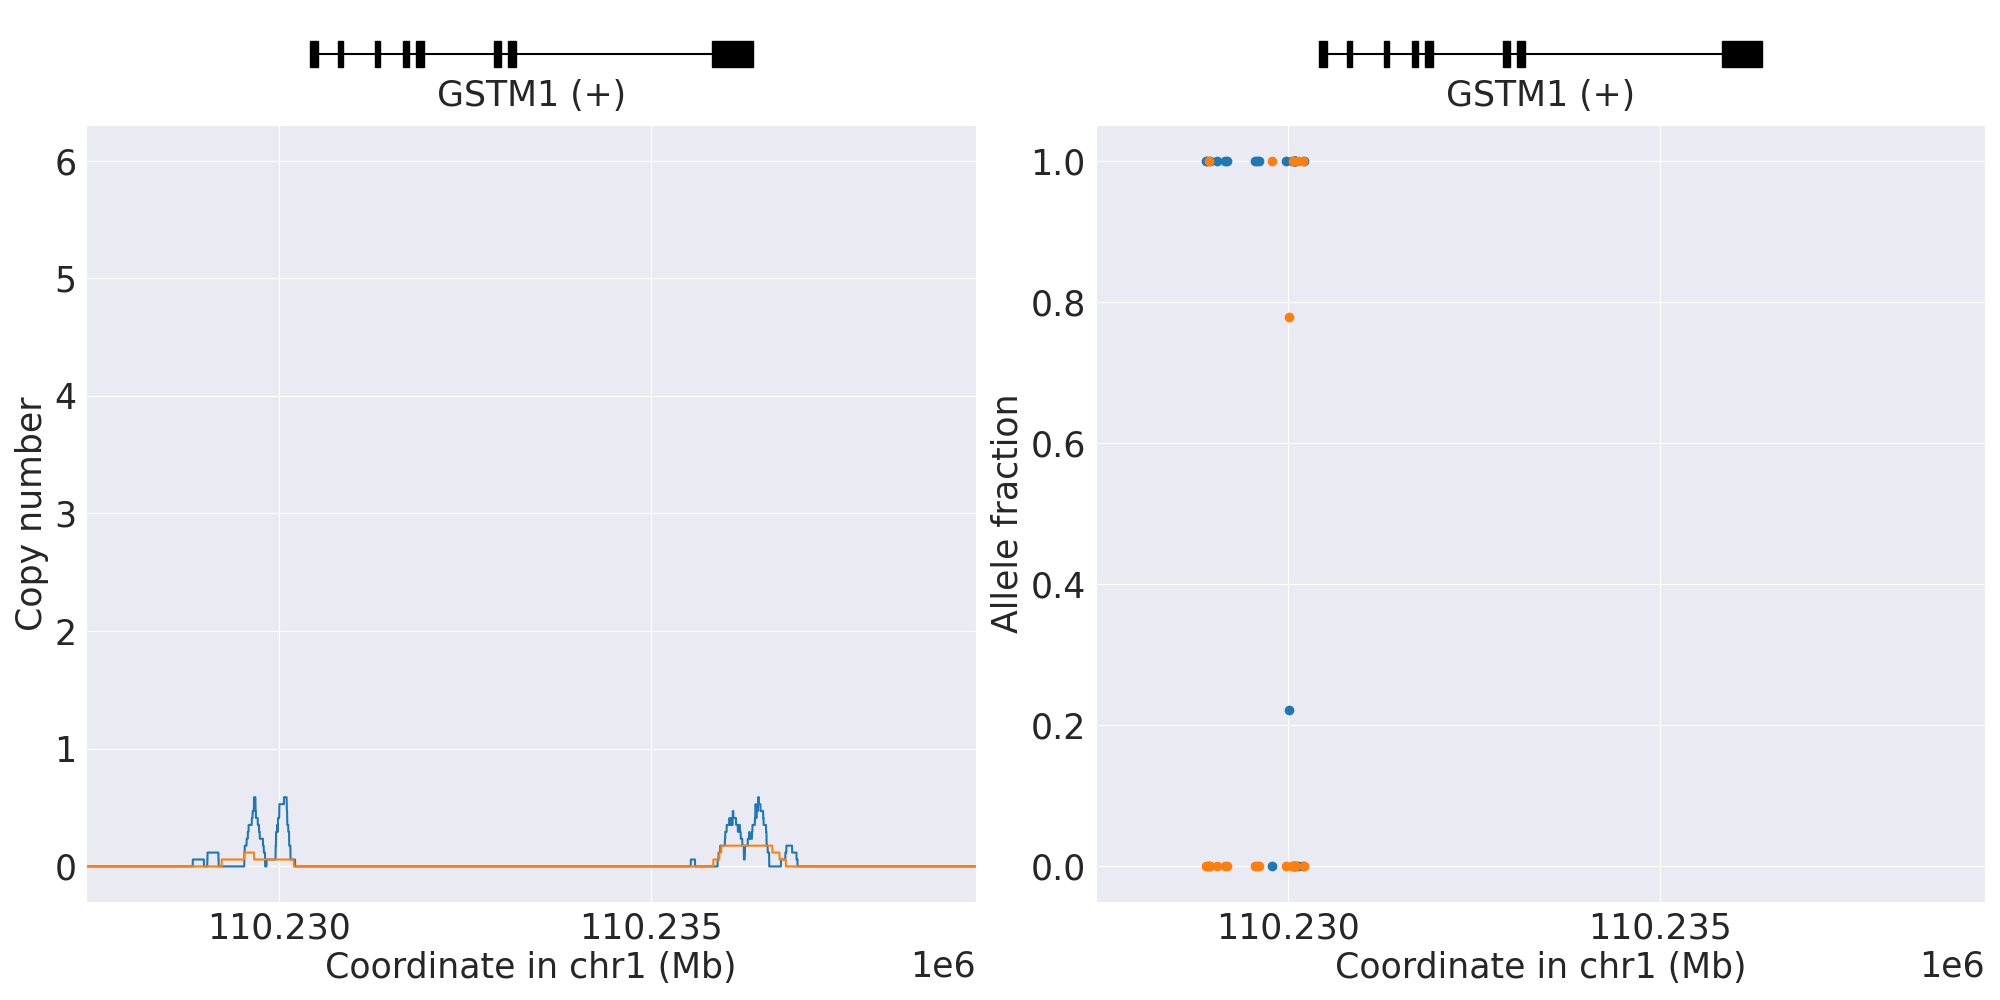 GSTM1 (+)
GSTM1 (+)
Copy number
6
5
4
3
2
1
0
110.230
110.235
Coordinate in chr1 (Mb)
1e6
Allele fraction
1.0
0.8
0.6
0.4
0.2
0.0
110.230
110.235
Coordinate in chr1 (Mb)
1e6